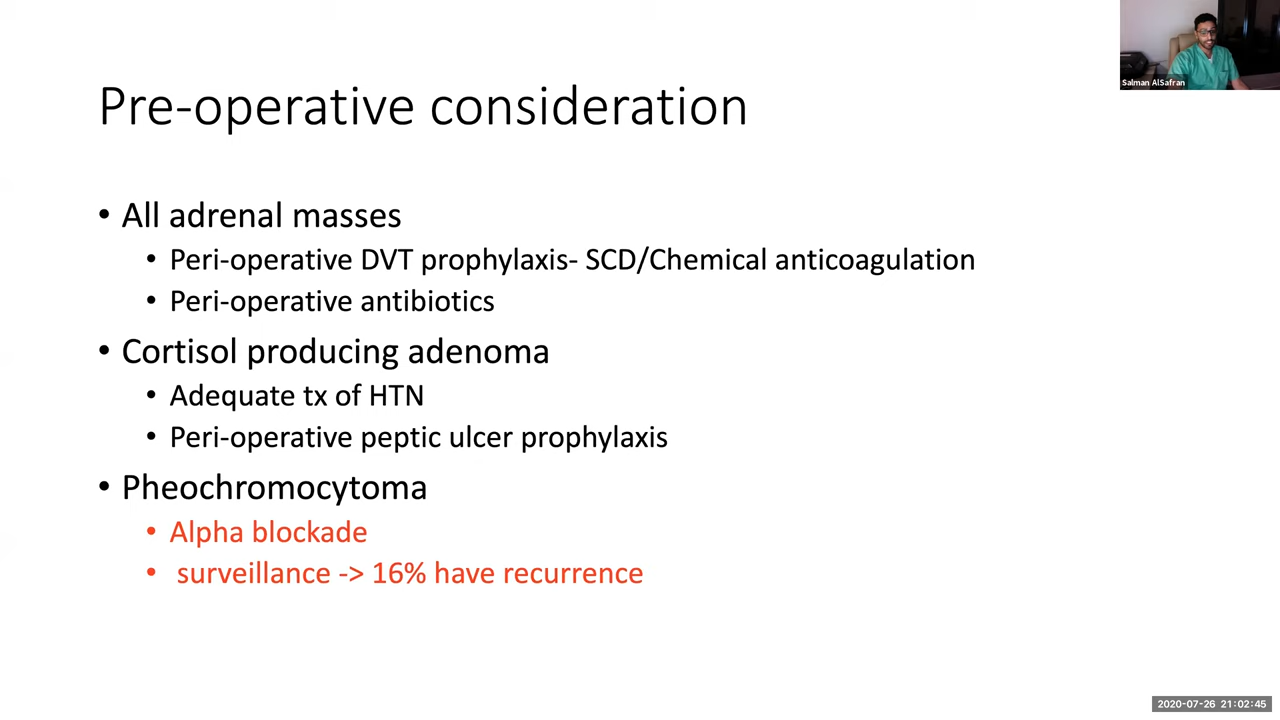 Salman AlSafran
Pre-operative consideration
• All adrenal masses
• Peri-operative DVT prophylaxis- SCD/Chemical anticoagulation
• Peri-operative antibiotics
• Cortisol producing adenoma
• Adequate tx of HTN
• Peri-operative peptic ulcer prophylaxis
• Pheochromocytoma
• Alpha blockade
• surveillance -> 16% have recurrence
2020-07-26 21:02:45